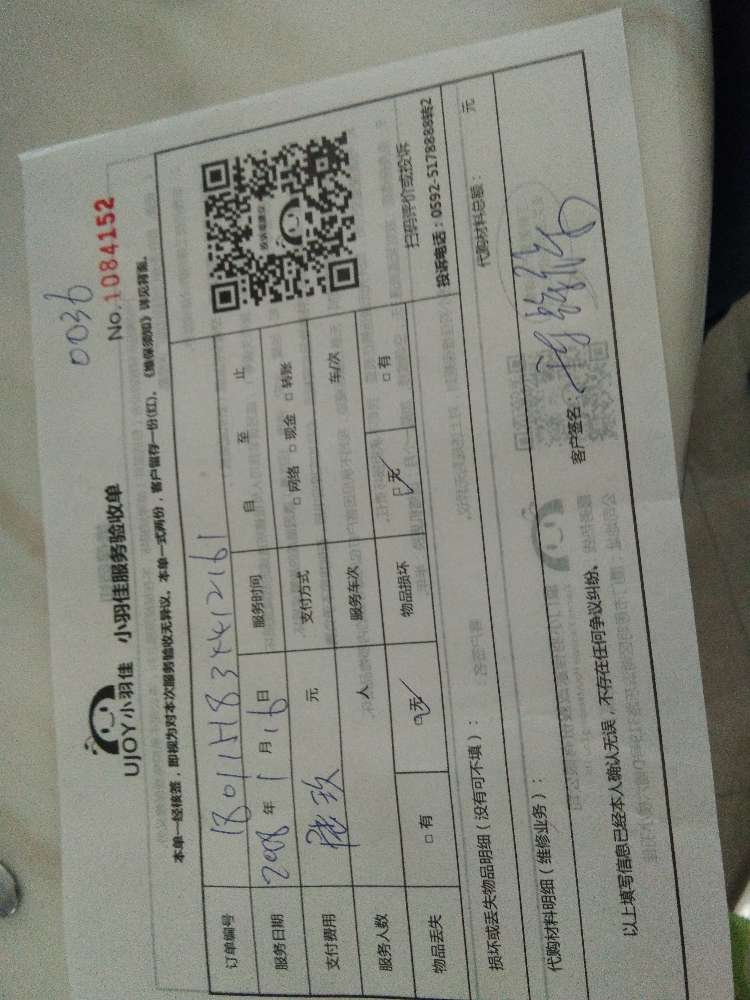 0036
UJOY小羽佳 小羽佳服务验收单
No.1084152
本单一经核签，即视为对本次服务验收无异议。本单一式两份，客户留存一份(红)。《维保须知》详见背面。
订单编号 18011H8344412161
服务日期 年 1 月 16 日 服务时间 自 至 止
支付费用 元 支付方式 □网络 □现金 □转账
服务人数 人 服务车次 车/次
物品丢失 □有 □无 物品损坏 □无 □有
投诉或建议
扫码评价或投诉
投诉电话：0592-5178888转2
损坏或丢失物品明细（没有可不填）：
代购材料明细（维修业务）： 代购材料总额： 元
以上填写信息已经本人确认无误，不存在任何争议纠纷。 客户签名：